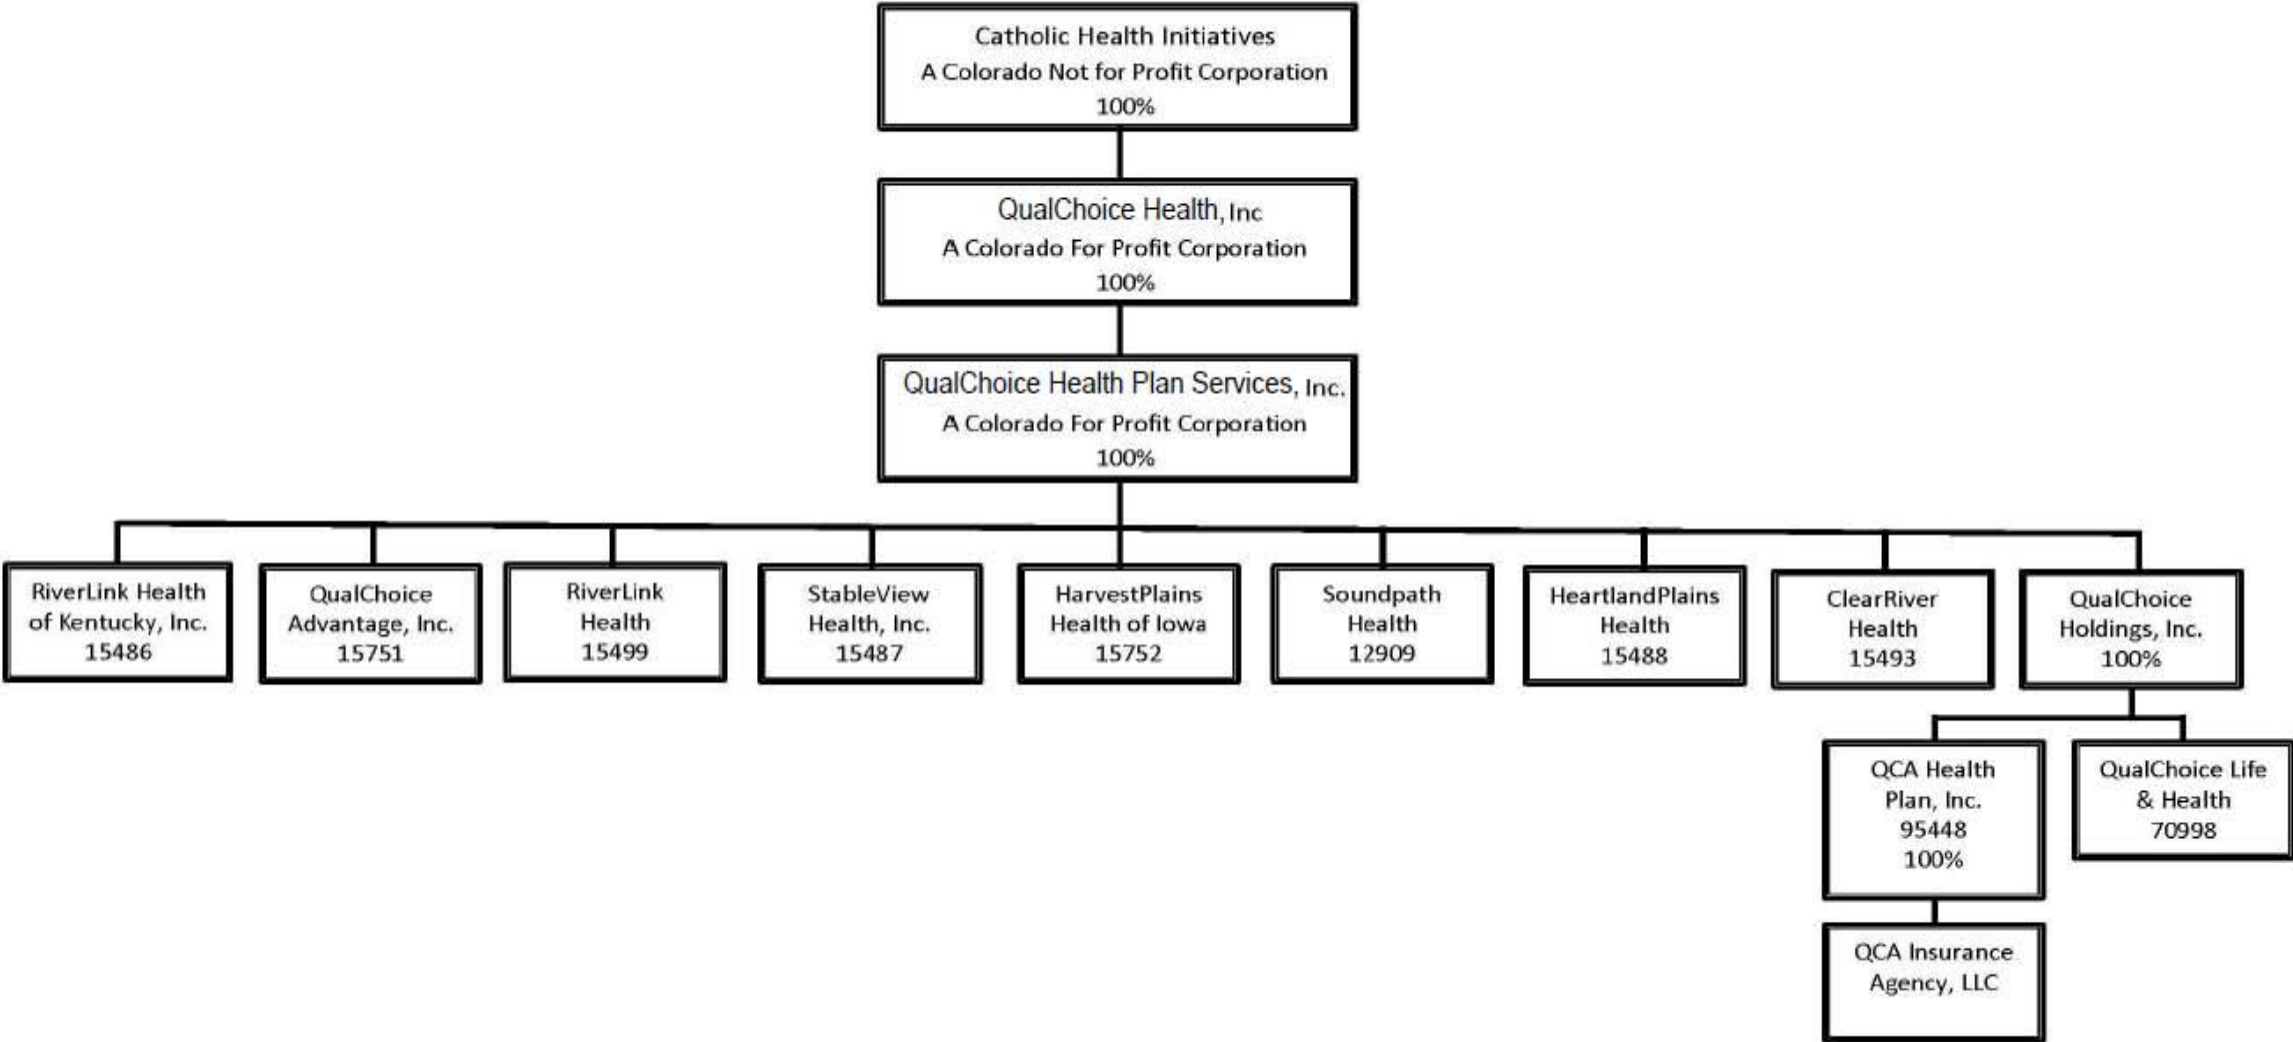 Catholic Health Initiatives
A Colorado Not for Profit Corporation
100%
QualChoice Health, Inc
A Colorado For Profit Corporation
100%
QualChoice Health Plan Services, Inc.
A Colorado For Profit Corporation
100%
RiverLink Health
of Kentucky, Inc.
15486
QualChoice
Advantage, Inc.
15751
RiverLink
Health
15499
StableView
Health, Inc.
15487
HarvestPlains
Health of Iowa
15752
Soundpath
Health
12909
HeartlandPlains
Health
15488
ClearRiver
Health
15493
QualChoice
Holdings, Inc.
100%
QCA Health
Plan, Inc.
95448
100%
QualChoice Life
& Health
70998
QCA Insurance
Agency, LLC